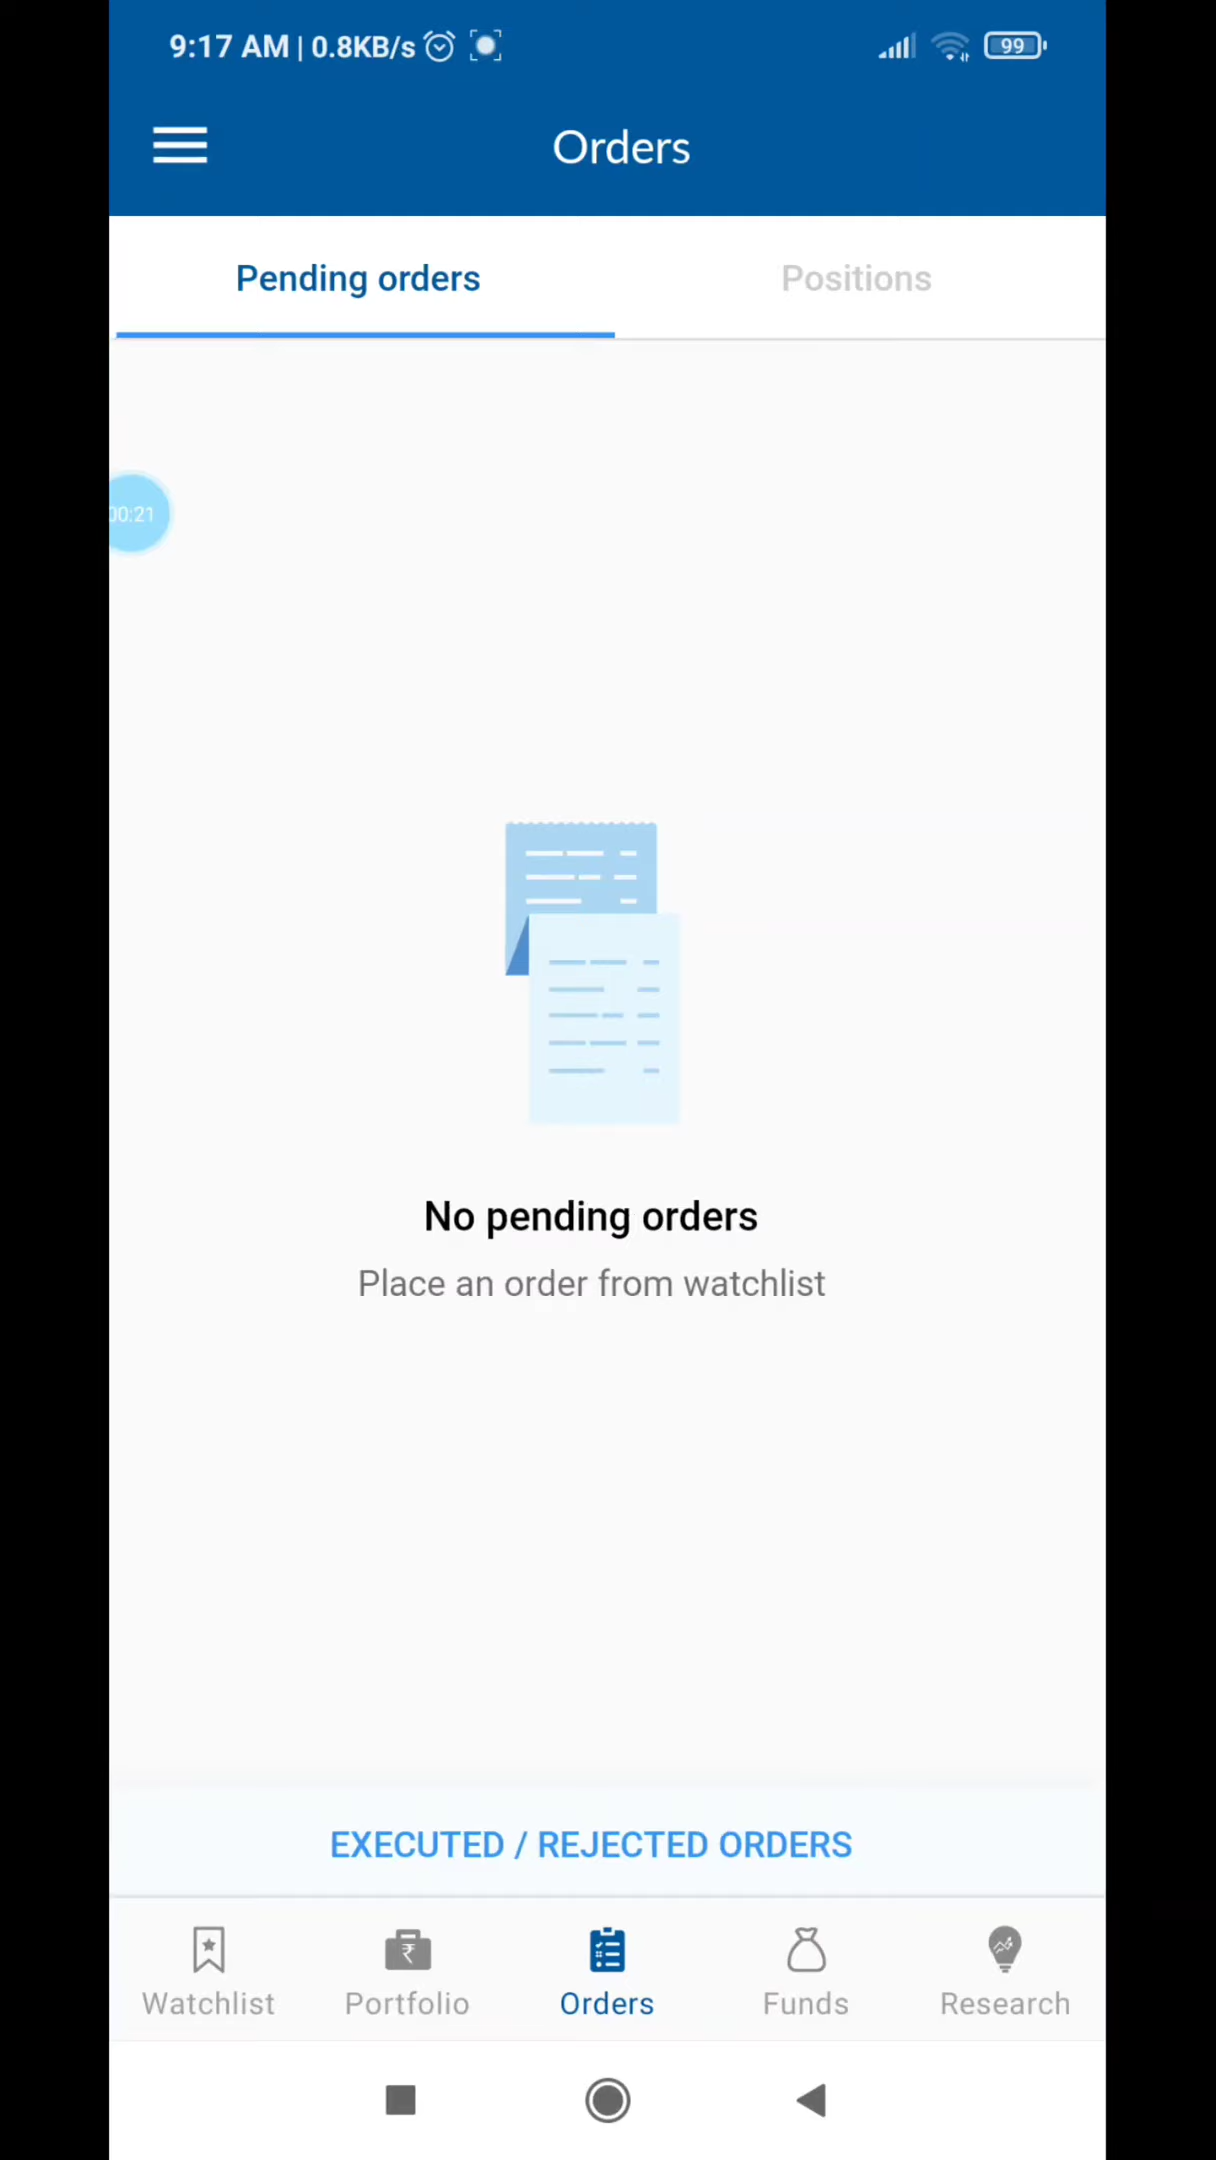 9:17 AM | 0.8KB/s
99
Orders
Pending orders
Positions
00:21
No pending orders
Place an order from watchlist
EXECUTED / REJECTED ORDERS
Watchlist
Portfolio
Orders
Funds
Research